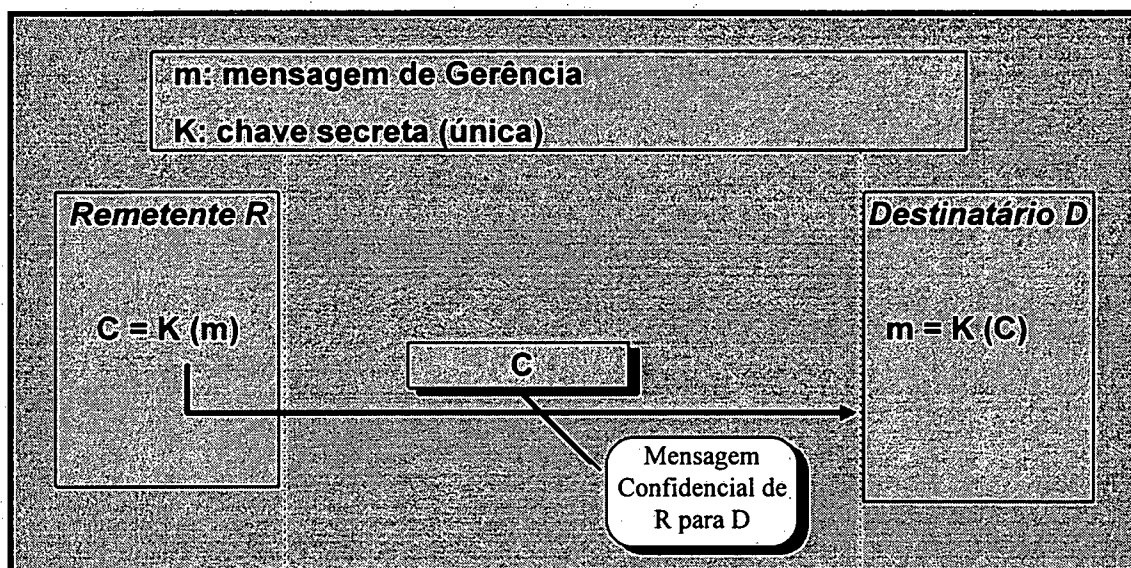 m: mensagem de Gerência
K: chave secreta (única)
Remetente R
Destinatário D
C = K (m)
m = K (C)
C
Mensagem
Confidencial de
R para D